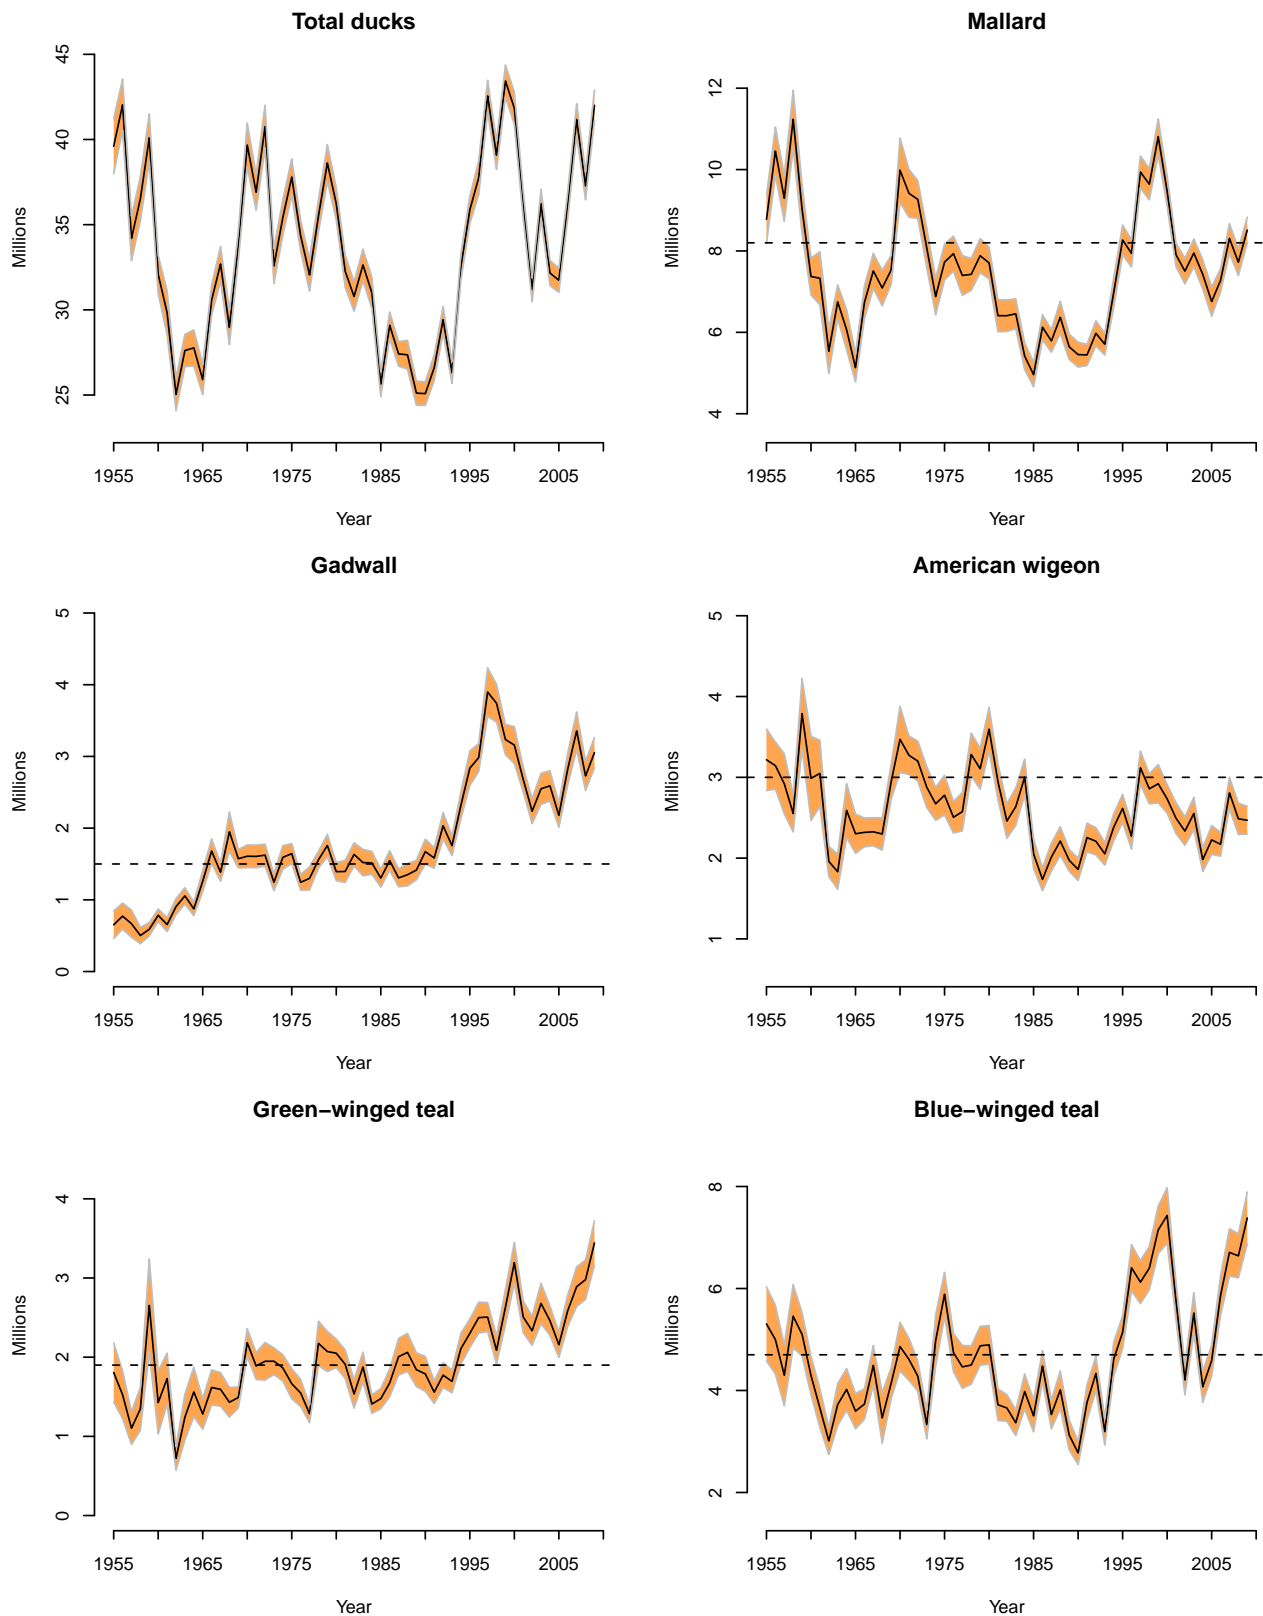 Total ducks
Millions
45
40
35
30
25
1955 1965 1975 1985 1995 2005
Year
Mallard
Millions
12
10
8
6
4
1955 1965 1975 1985 1995 2005
Year
Gadwall
Millions
5
4
3
2
1
0
1955 1965 1975 1985 1995 2005
Year
American wigeon
Millions
5
4
3
2
1
1955 1965 1975 1985 1995 2005
Year
Green−winged teal
Millions
4
3
2
1
0
1955 1965 1975 1985 1995 2005
Year
Blue−winged teal
Millions
8
6
4
2
1955 1965 1975 1985 1995 2005
Year